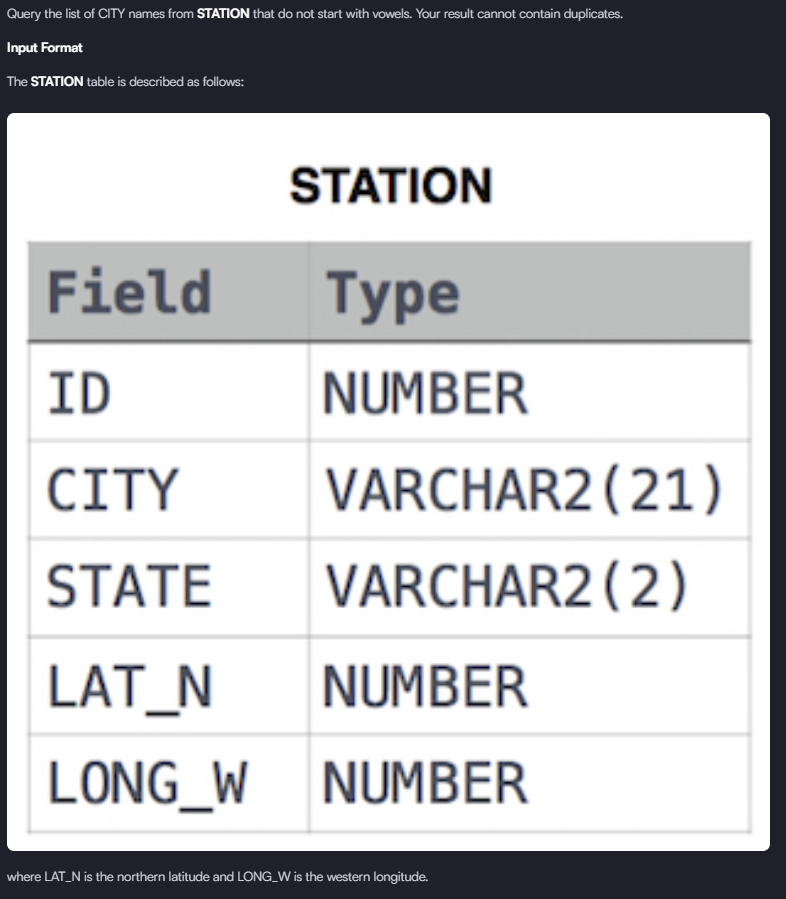 Query the list of CITY names from STATION that do not start with vowels. Your result cannot contain duplicates.
Input Format
The STATION table is described as follows:
STATION
Field Type
ID NUMBER
CITY VARCHAR2(21)
STATE VARCHAR2(2)
LAT_N NUMBER
LONG_W NUMBER
where LAT_N is the northern latitude and LONG_W is the western longitude.